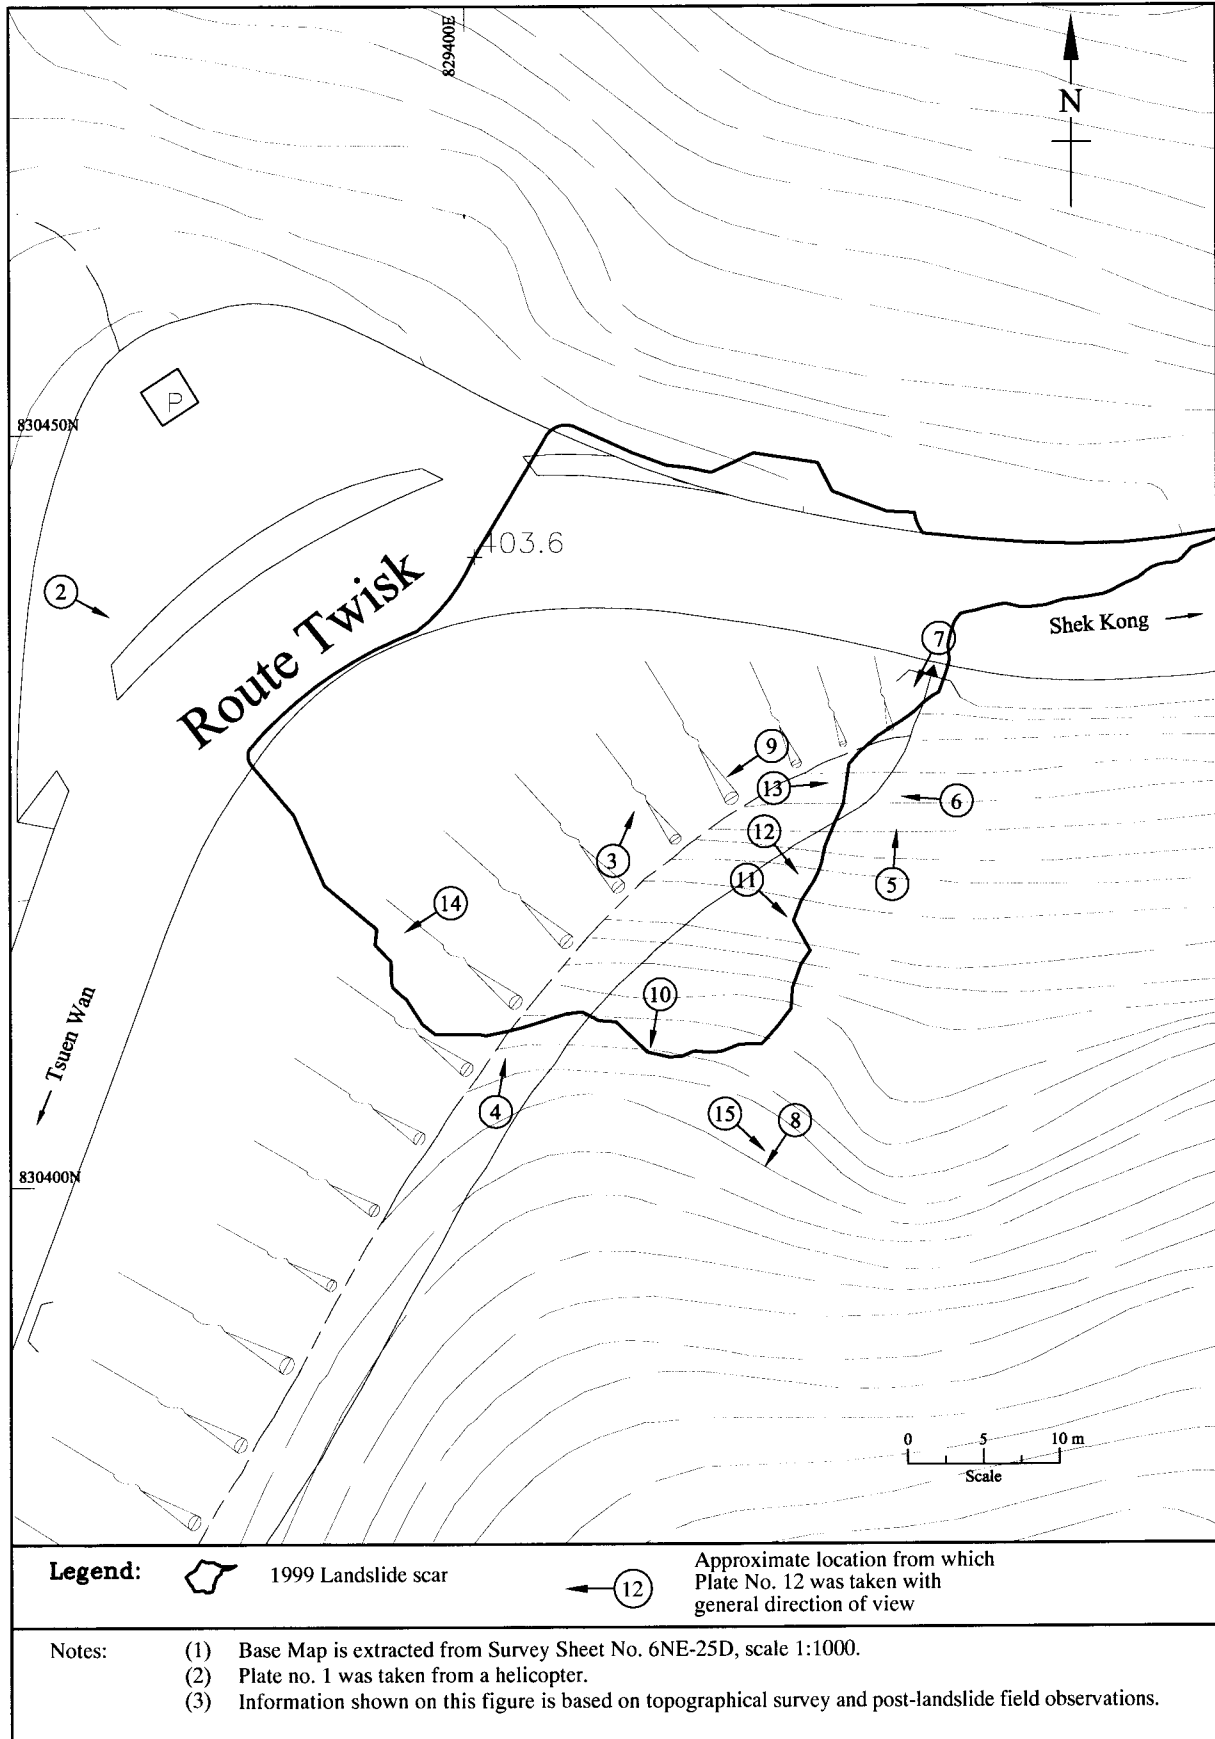 829400E
N
P
830450N
403.6
Route Twisk
2
7
Shek Kong
9
13
6
12
3
11
5
14
10
Tsuen Wan
4
15
8
830400N
0 5 10 m
Scale
Legend:
1999 Landslide scar
12
Approximate location from which
Plate No. 12 was taken with
general direction of view
Notes:
(1) Base Map is extracted from Survey Sheet No. 6NE-25D, scale 1:1000.
(2) Plate no. 1 was taken from a helicopter.
(3) Information shown on this figure is based on topographical survey and post-landslide field observations.